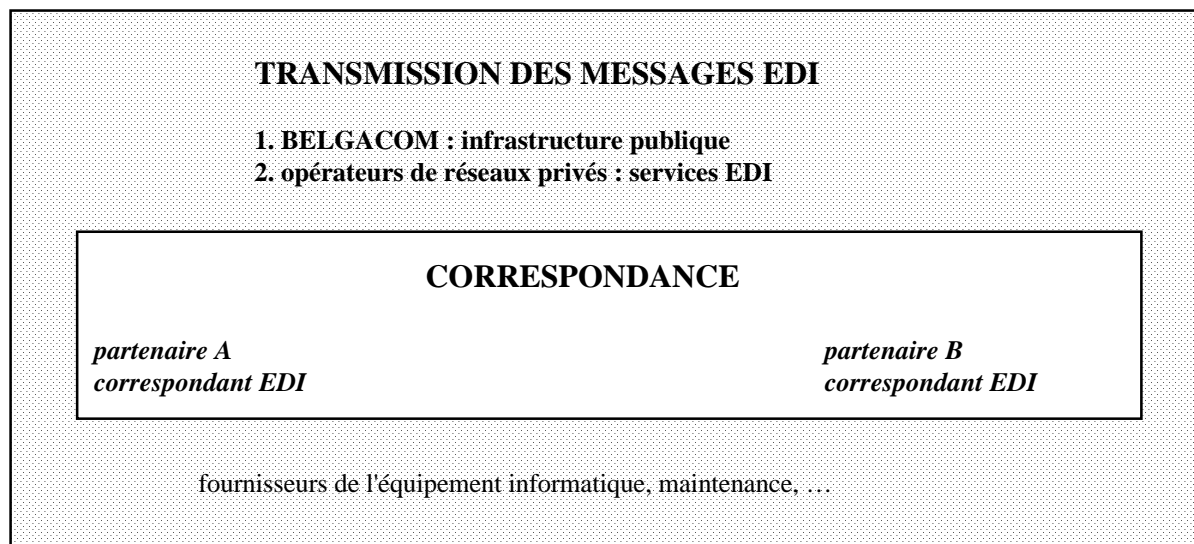 TRANSMISSION DES MESSAGES EDI
1. BELGACOM : infrastructure publique
2. opérateurs de réseaux privés : services EDI
CORRESPONDANCE
partenaire A partenaire B
correspondant EDI correspondant EDI
fournisseurs de l'équipement informatique, maintenance, …